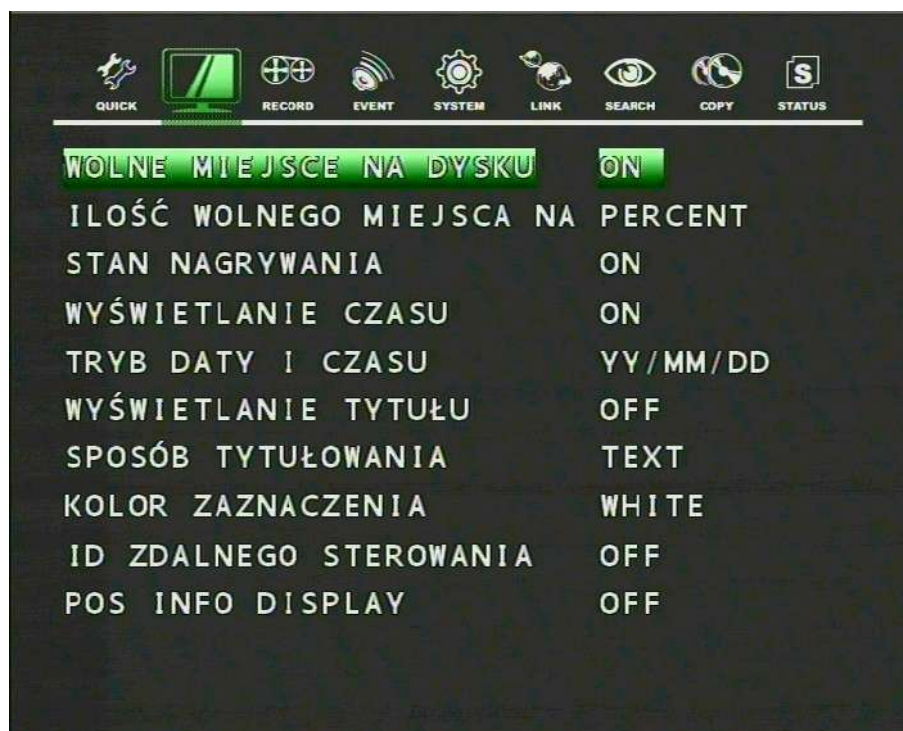 QUICK RECORD EVENT SYSTEM LINK SEARCH COPY S STATUS
WOLNE MIEJSCE NA DYSKU ON
ILOŚĆ WOLNEGO MIEJSCA NA PERCENT
STAN NAGRYWANIA ON
WYŚWIETLANIE CZASU ON
TRYB DATY I CZASU YY/MM/DD
WYŚWIETLANIE TYTUŁU OFF
SPOSÓB TYTUŁOWANIA TEXT
KOLOR ZAZNACZENIA WHITE
ID ZDALNEGO STEROWANIA OFF
POS INFO DISPLAY OFF